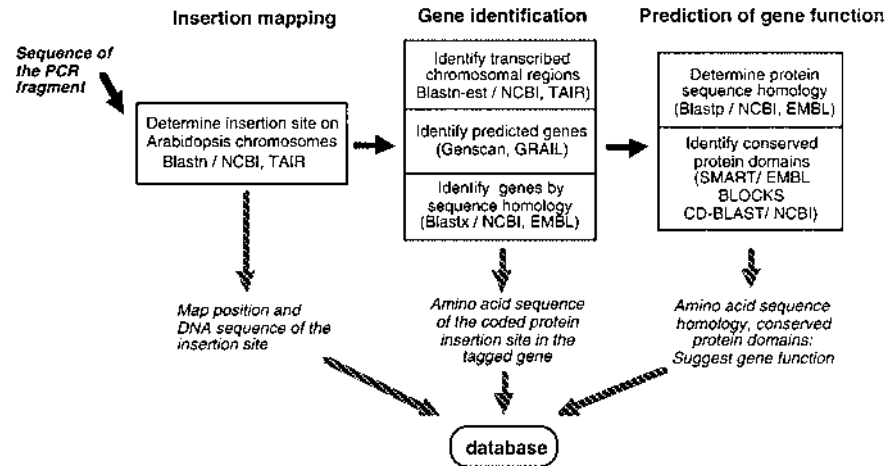 Insertion mapping
Gene identification
Prediction of gene function
Sequence of
the PCR
fragment
Determine insertion site on
Arabidopsis chromosomes
Blastn / NCBI, TAIR
Identify transcribed
chromosomal regions
Blastn-est / NCBI, TAIR)
Identify predicted genes
(Genscan, GRAIL)
Identify genes by
sequence homology
(Blastx / NCBI, EMBL)
Determine protein
sequence homology
(Blastp / NCBI, EMBL)
Identify conserved
protein domains
(SMART/ EMBL
BLOCKS
CD-BLAST/ NCBI)
Map position and
DNA sequence of the
insertion site
Amino acid sequence
of the coded protein
insertion site in the
tagged gene
Amino acid sequence
homology, conserved
protein domains:
Suggest gene function
database